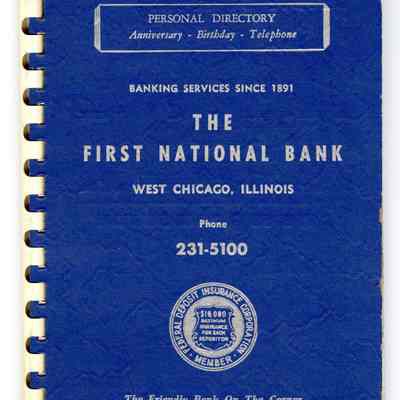 PERSONAL DIRECTORY
Anniversary - Birthday - Telephone
BANKING SERVICES SINCE 1891
THE
FIRST NATIONAL BANK
WEST CHICAGO, ILLINOIS
Phone
231-5100
FEDERAL DEPOSIT INSURANCE CORPORATION
$10,000
MAXIMUM
INSURANCE
FOR EACH
DEPOSITOR
MEMBER
The Friendly Bank On The Corner